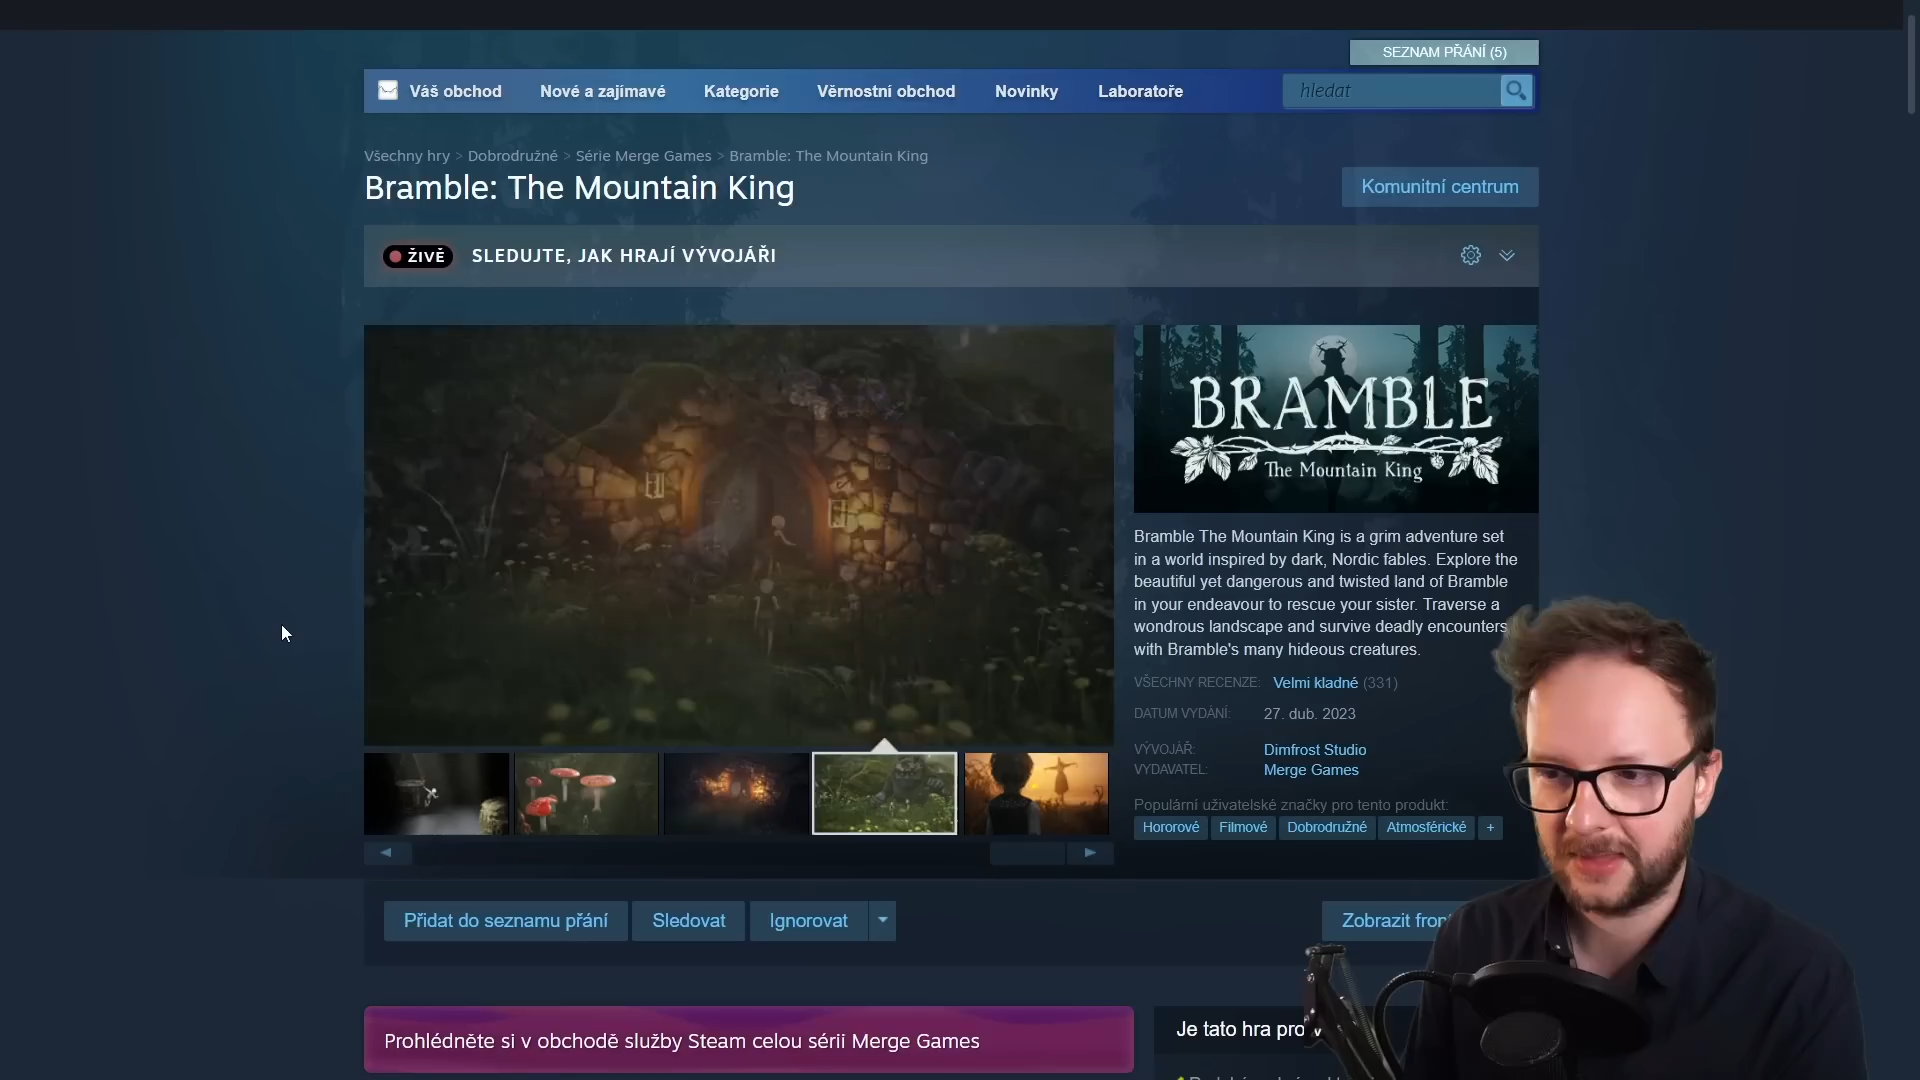 SEZNAM PŘÁNÍ (5)
Váš obchod
Nové a zajímavé
Kategorie
Věrnostní obchod
Novinky
Laboratoře
hledat
Všechny hry > Dobrodružné > Série Merge Games > Bramble: The Mountain King
Bramble: The Mountain King
Komunitní centrum
ŽIVĚ
SLEDUJTE, JAK HRAJÍ VÝVOJÁŘI
BRAMBLE
The Mountain King
Bramble The Mountain King is a grim adventure set
in a world inspired by dark, Nordic fables. Explore the
beautiful yet dangerous and twisted land of Bramble
in your endeavour to rescue your sister. Traverse a
wondrous landscape and survive deadly encounters
with Bramble's many hideous creatures.
VŠECHNY RECENZE: Velmi kladné (331)
DATUM VYDÁNÍ: 27. dub. 2023
VÝVOJÁŘ: Dimfrost Studio
VYDAVATEL: Merge Games
Populární uživatelské značky pro tento produkt:
Hororové Filmové Dobrodružné Atmosférické +
Přidat do seznamu přání
Sledovat
Ignorovat
Zobrazit
Prohlédněte si v obchodě služby Steam celou sérii Merge Games
Je tato hra pro